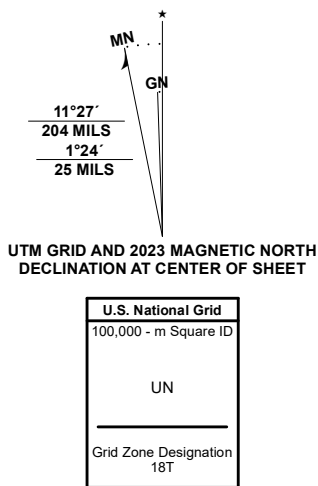 ★
MN
GN
11°27´
204 MILS
1°24´
25 MILS
UTM GRID AND 2023 MAGNETIC NORTH
DECLINATION AT CENTER OF SHEET
U.S. National Grid
100,000 - m Square ID
UN
Grid Zone Designation
18T